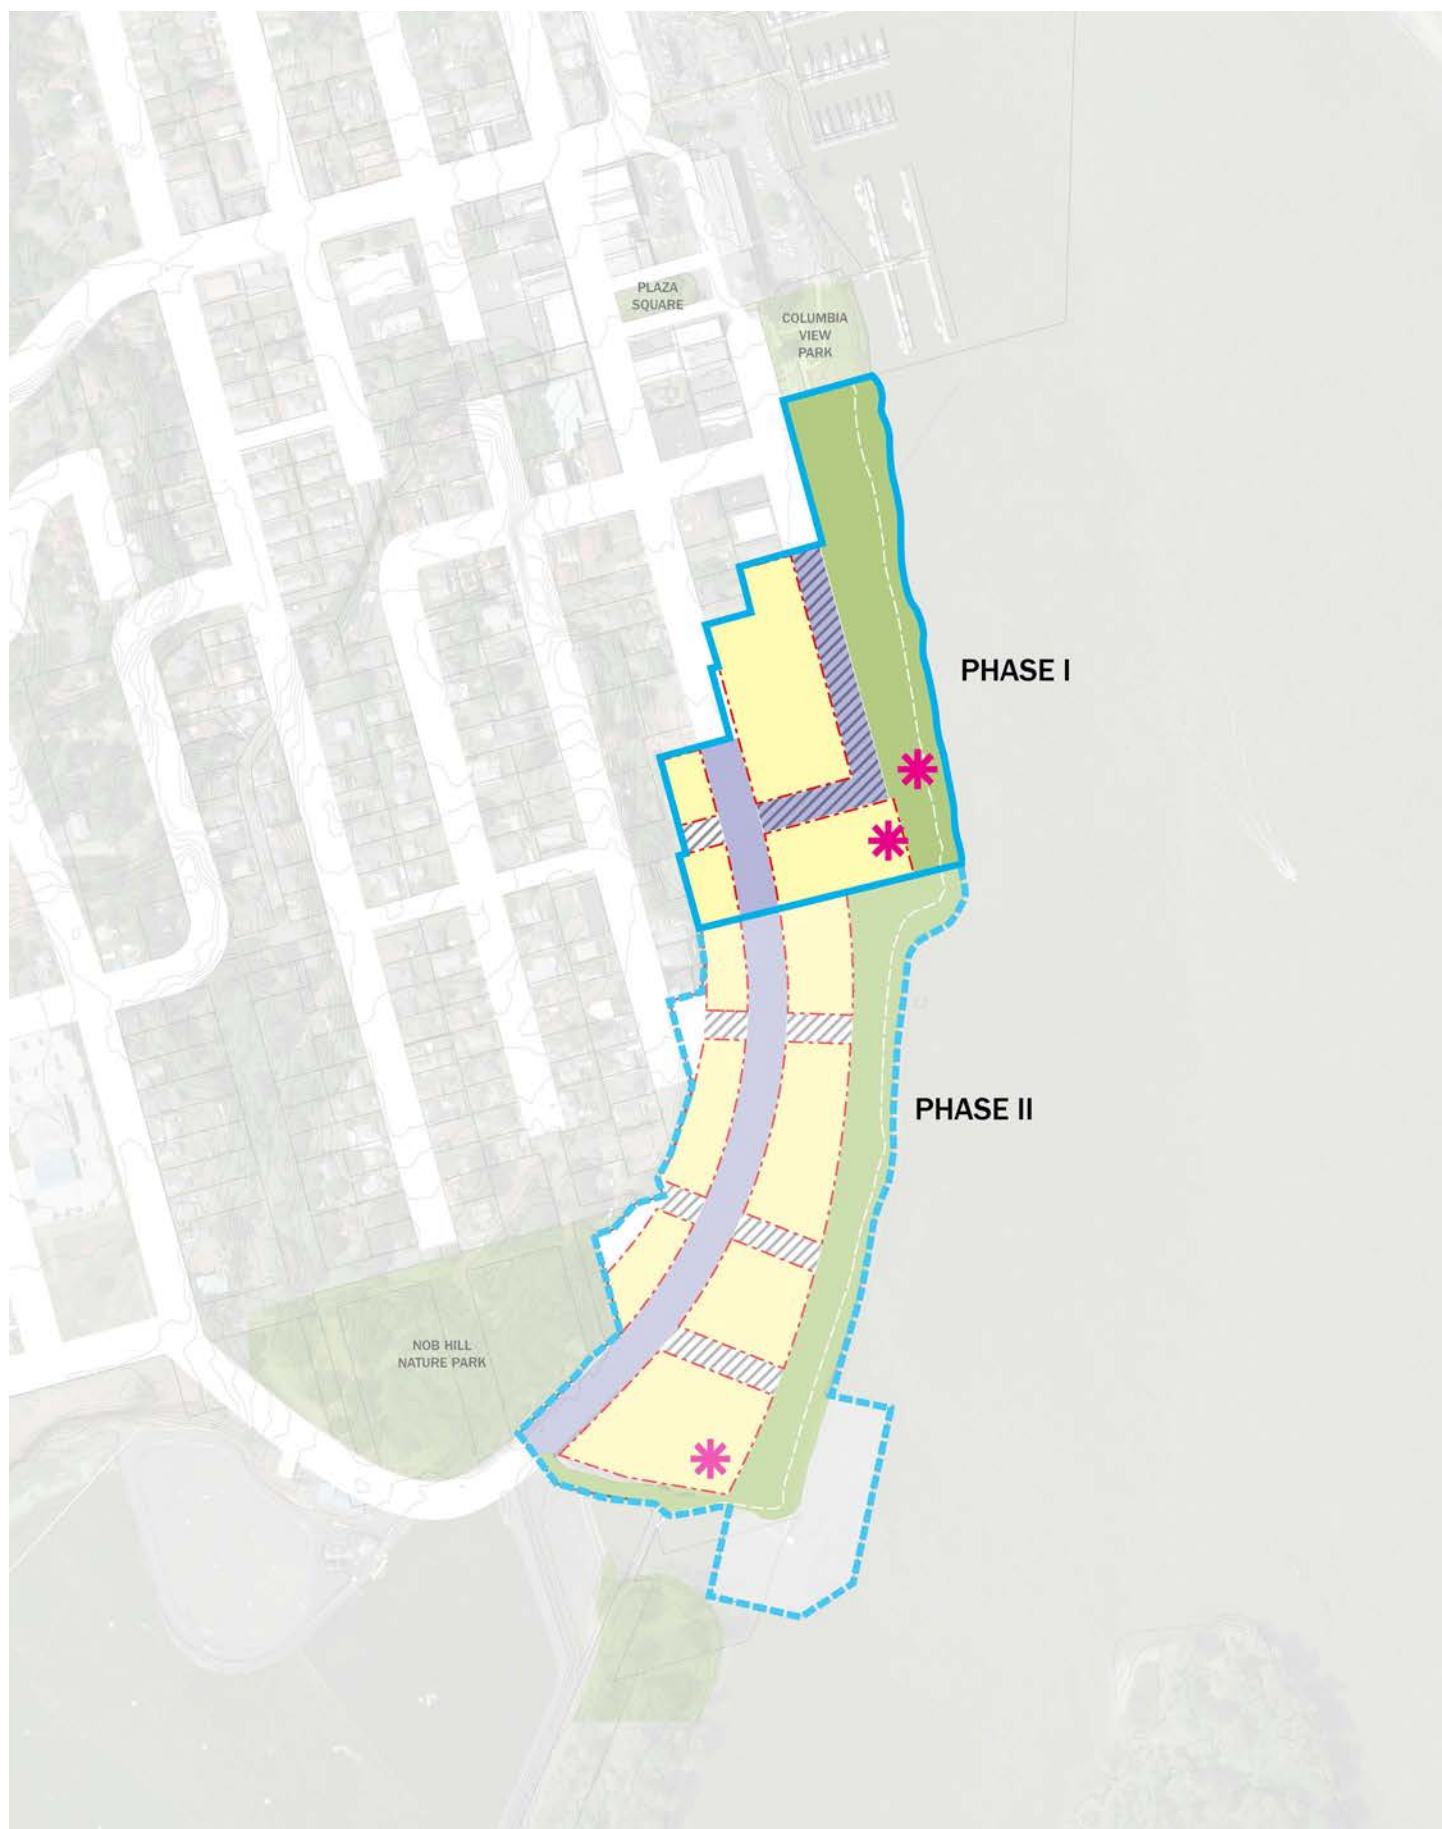 PLAZA
SQUARE
COLUMBIA
VIEW
PARK
PHASE I
PHASE II
NOB HILL
NATURE PARK